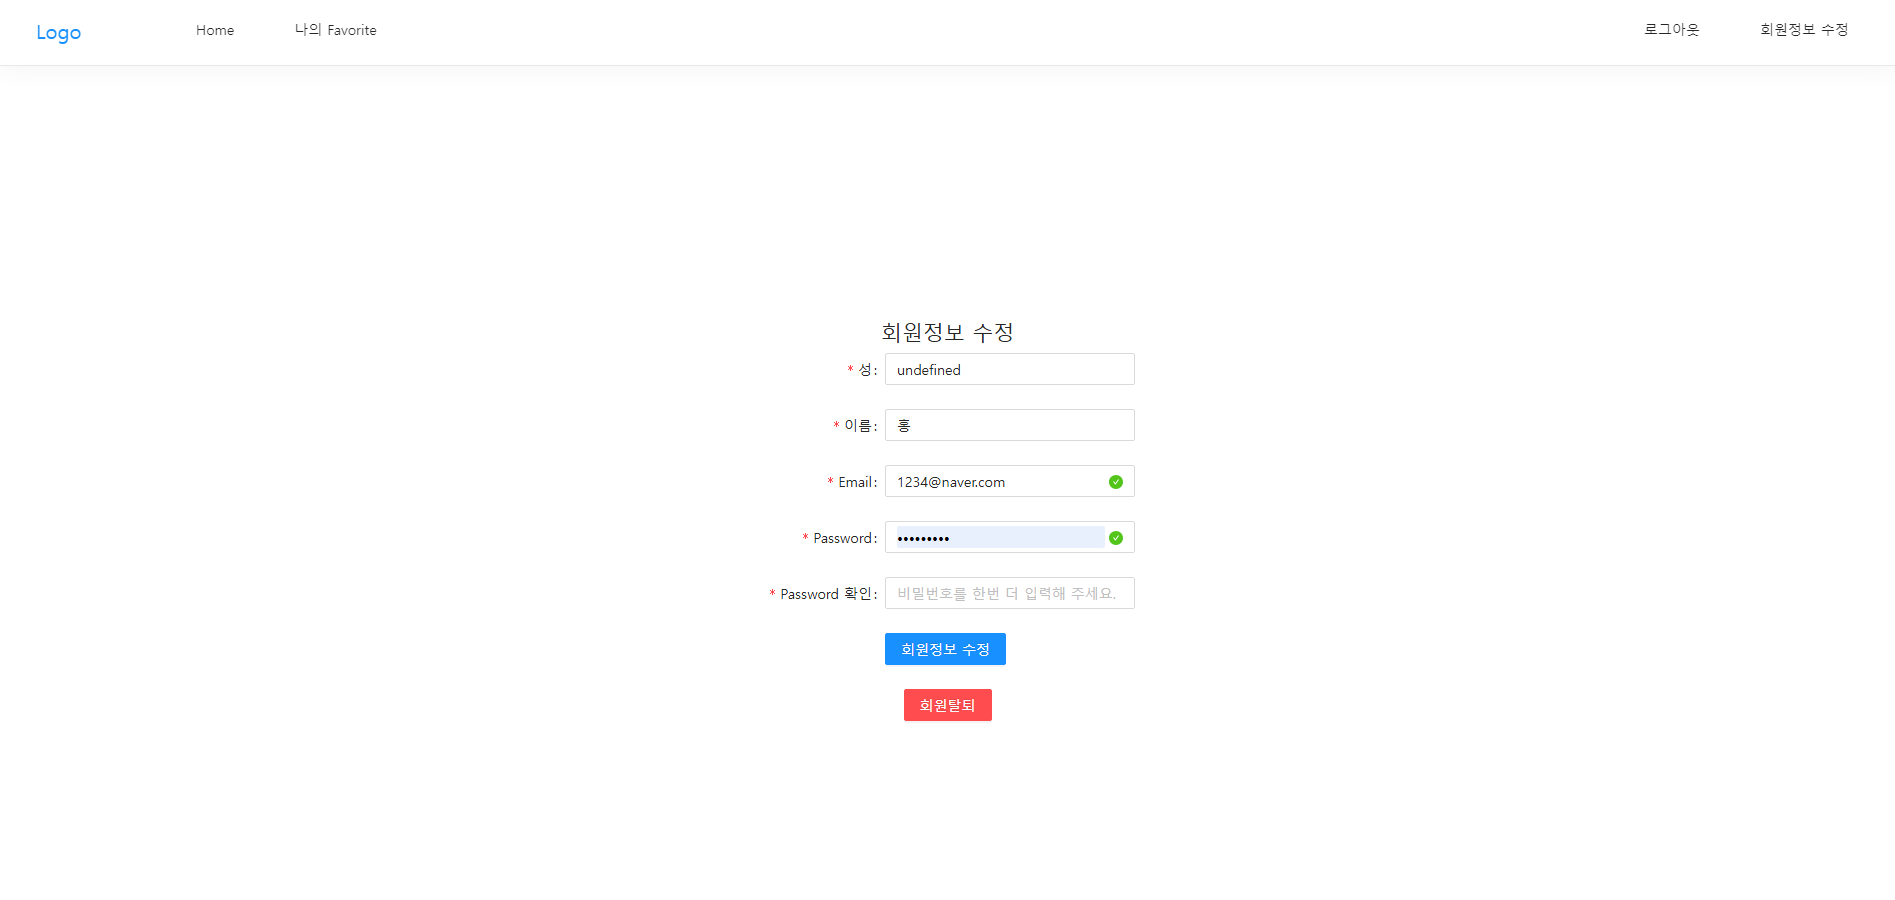 Logo Home 나의 Favorite 로그아웃 회원정보 수정
회원정보 수정
* 성: undefined
* 이름: 홍
* Email: 1234@naver.com
* Password: •••••••••
* Password 확인: 비밀번호를 한번 더 입력해 주세요.
회원정보 수정
회원탈퇴